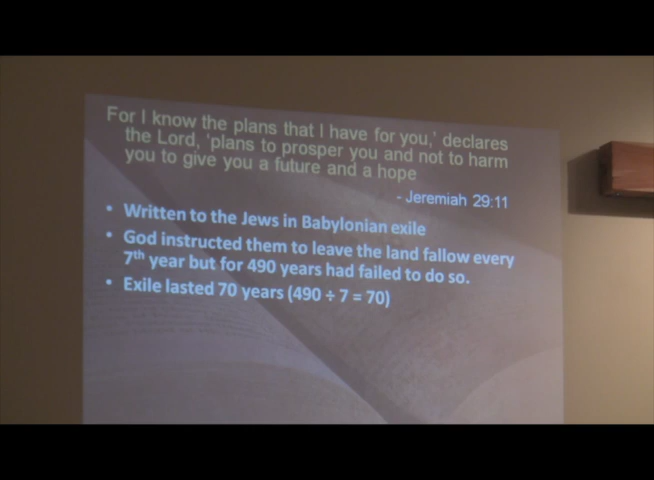 For I know the plans that I have for you,’ declares
the Lord, ‘plans to prosper you and not to harm
you to give you a future and a hope
- Jeremiah 29:11
• Written to the Jews in Babylonian exile
• God instructed them to leave the land fallow every
7th year but for 490 years had failed to do so.
• Exile lasted 70 years (490 ÷ 7 = 70)